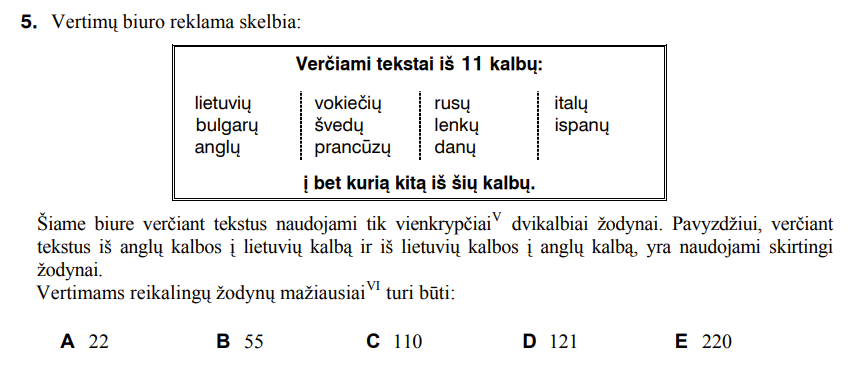 5. Vertimų biuro reklama skelbia:
Verčiami tekstai iš 11 kalbų:
lietuvių vokiečių rusų italų
bulgarų švedų lenkų ispanų
anglų prancūzų danų
į bet kurią kitą iš šių kalbų.
Šiame biure verčiant tekstus naudojami tik vienkrypčiai^V dvikalbiai žodynai. Pavyzdžiui, verčiant
tekstus iš anglų kalbos į lietuvių kalbą ir iš lietuvių kalbos į anglų kalbą, yra naudojami skirtingi
žodynai.
Vertimams reikalingų žodynų mažiausiai^VI turi būti:
A 22 B 55 C 110 D 121 E 220